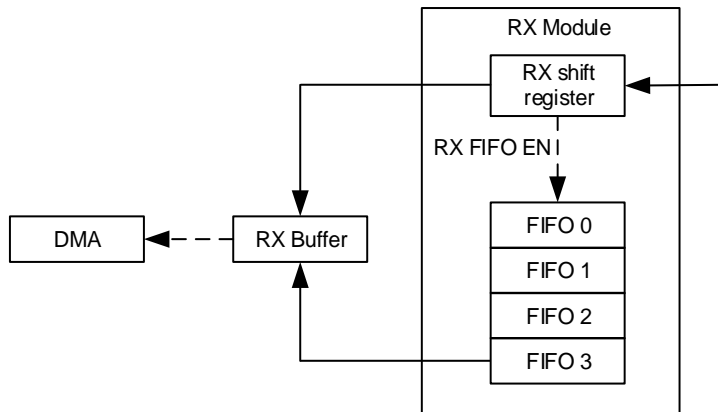 RX Module
RX shift
register
RX FIFO EN
FIFO 0
DMA
RX Buffer
FIFO 1
FIFO 2
FIFO 3